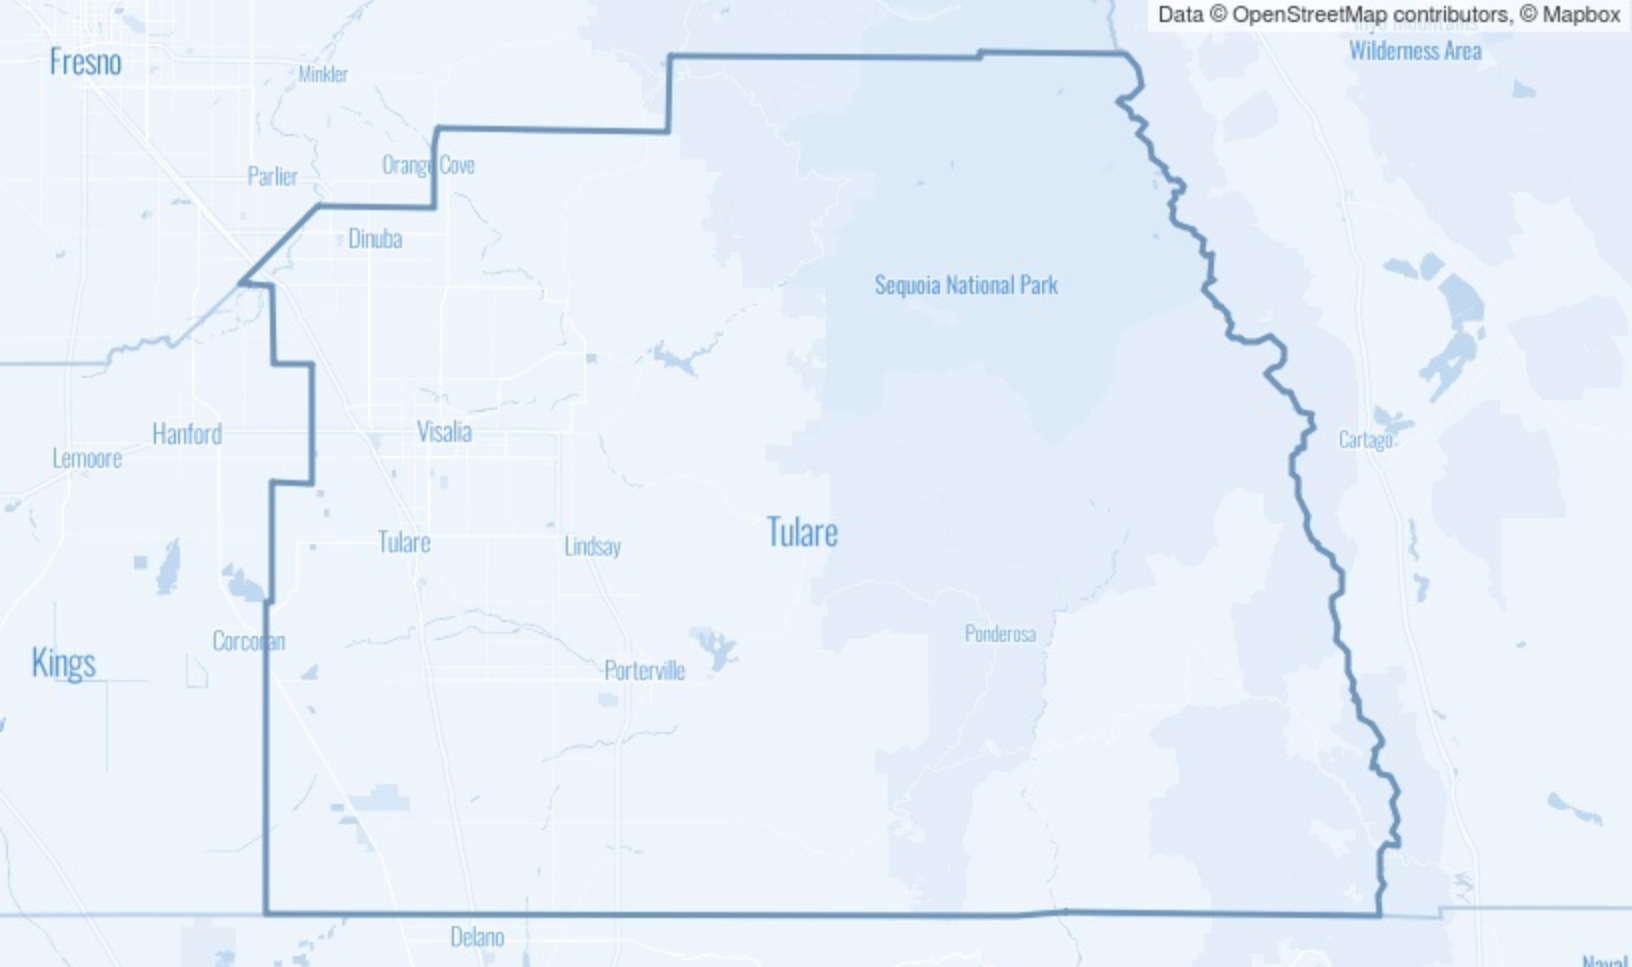 Data © OpenStreetMap contributors, © Mapbox
Wilderness Area
Fresno
Minkler
Orange Cove
Parlier
Dinuba
Sequoia National Park
Hanford
Visalia
Cartago
Lemoore
Tulare
Tulare
Lindsay
Ponderosa
Corcoran
Kings
Porterville
Delano
Naval